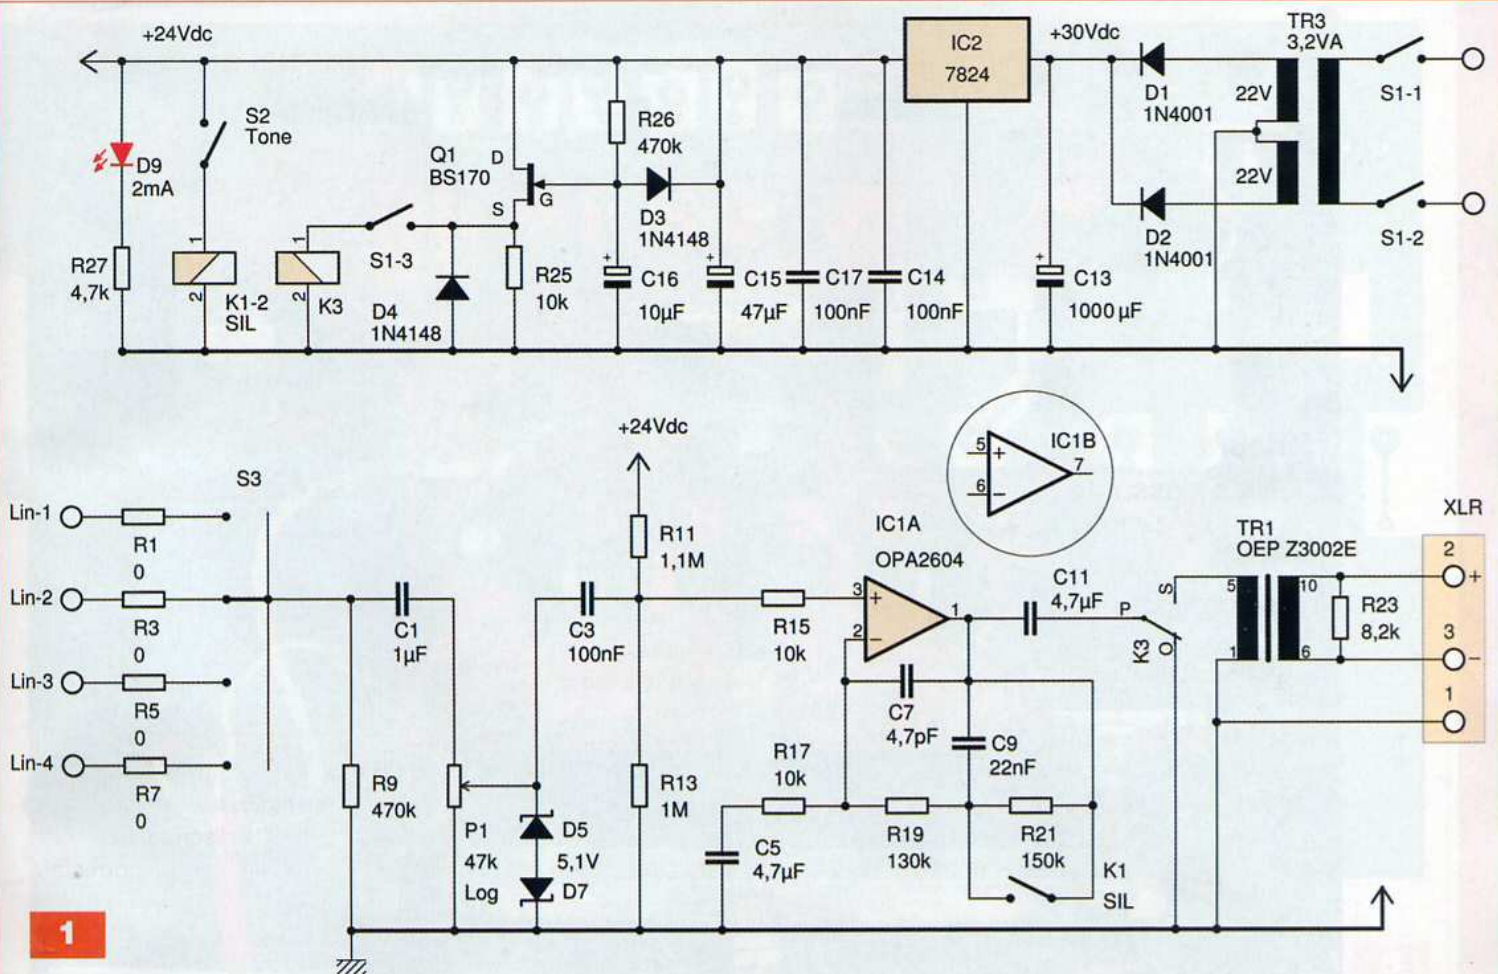 +24Vdc
IC2
7824
+30Vdc
TR3
3,2VA
D1
1N4001
22V
S1-1
S2
Tone
D9
2mA
Q1
BS170
D
G
S
R26
470k
D3
1N4148
22V
D2
1N4001
S1-2
R27
4,7k
1
2
K1-2
SIL
1
2
K3
S1-3
D4
1N4148
R25
10k
+
C16
10µF
+
C15
47µF
C17
100nF
C14
100nF
+
C13
1000 µF
+24Vdc
5
+
6
−
IC1B
7
S3
Lin-1
R1
0
Lin-2
R3
0
Lin-3
R5
0
Lin-4
R7
0
R9
470k
C1
1µF
P1
47k
Log
D5
5,1V
D7
C3
100nF
R11
1,1M
R13
1M
R15
10k
IC1A
OPA2604
3
+
2
−
1
C7
4,7pF
C9
22nF
R17
10k
C5
4,7µF
R19
130k
R21
150k
K1
SIL
C11
4,7µF
P
S
O
K3
TR1
OEP Z3002E
5
10
1
6
R23
8,2k
XLR
2
+
3
−
1
1